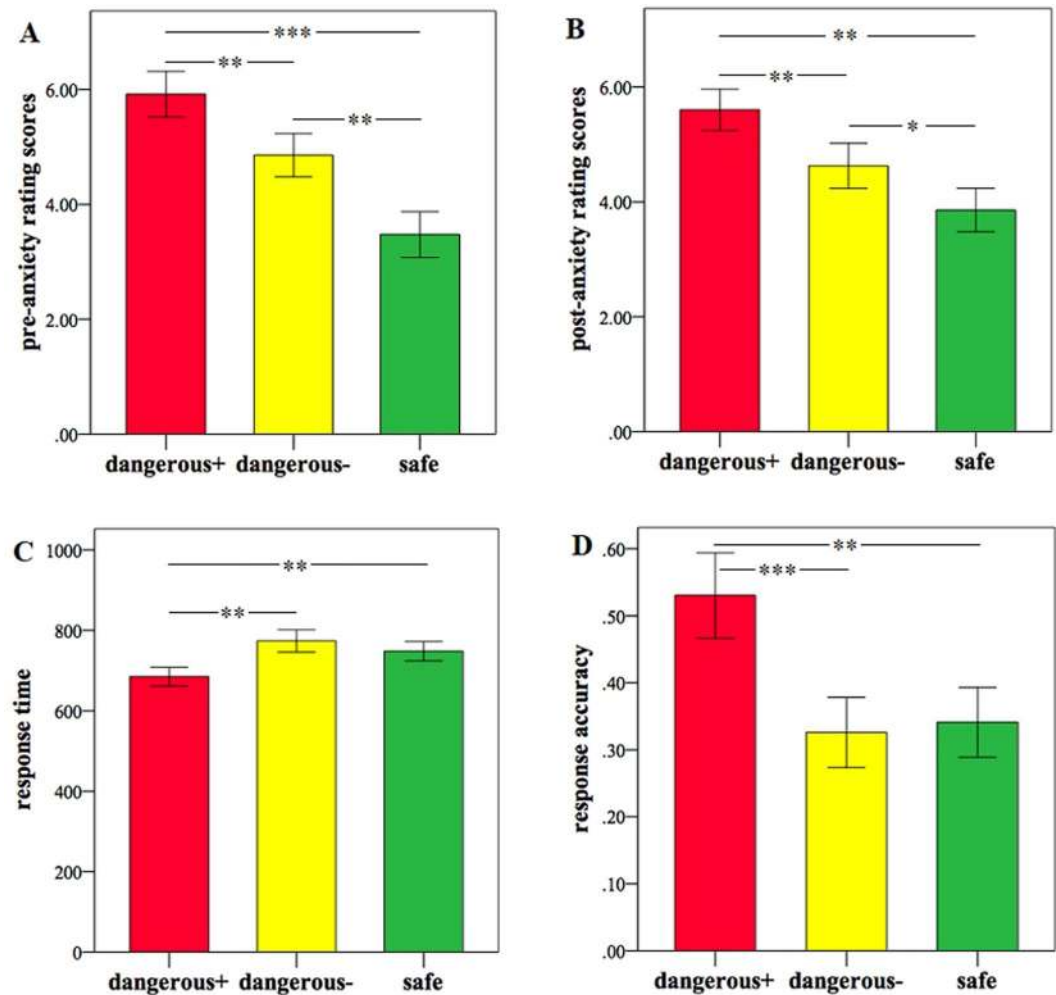 A
pre-anxiety rating scores
6.00
4.00
2.00
.00
***
**
**
dangerous+ dangerous- safe
B
post-anxiety rating scores
6.00
4.00
2.00
.00
**
**
*
dangerous+ dangerous- safe
C
response time
1000
800
600
400
200
0
**
**
dangerous+ dangerous- safe
D
response accuracy
.60
.50
.40
.30
.20
.10
.00
**
***
dangerous+ dangerous- safe